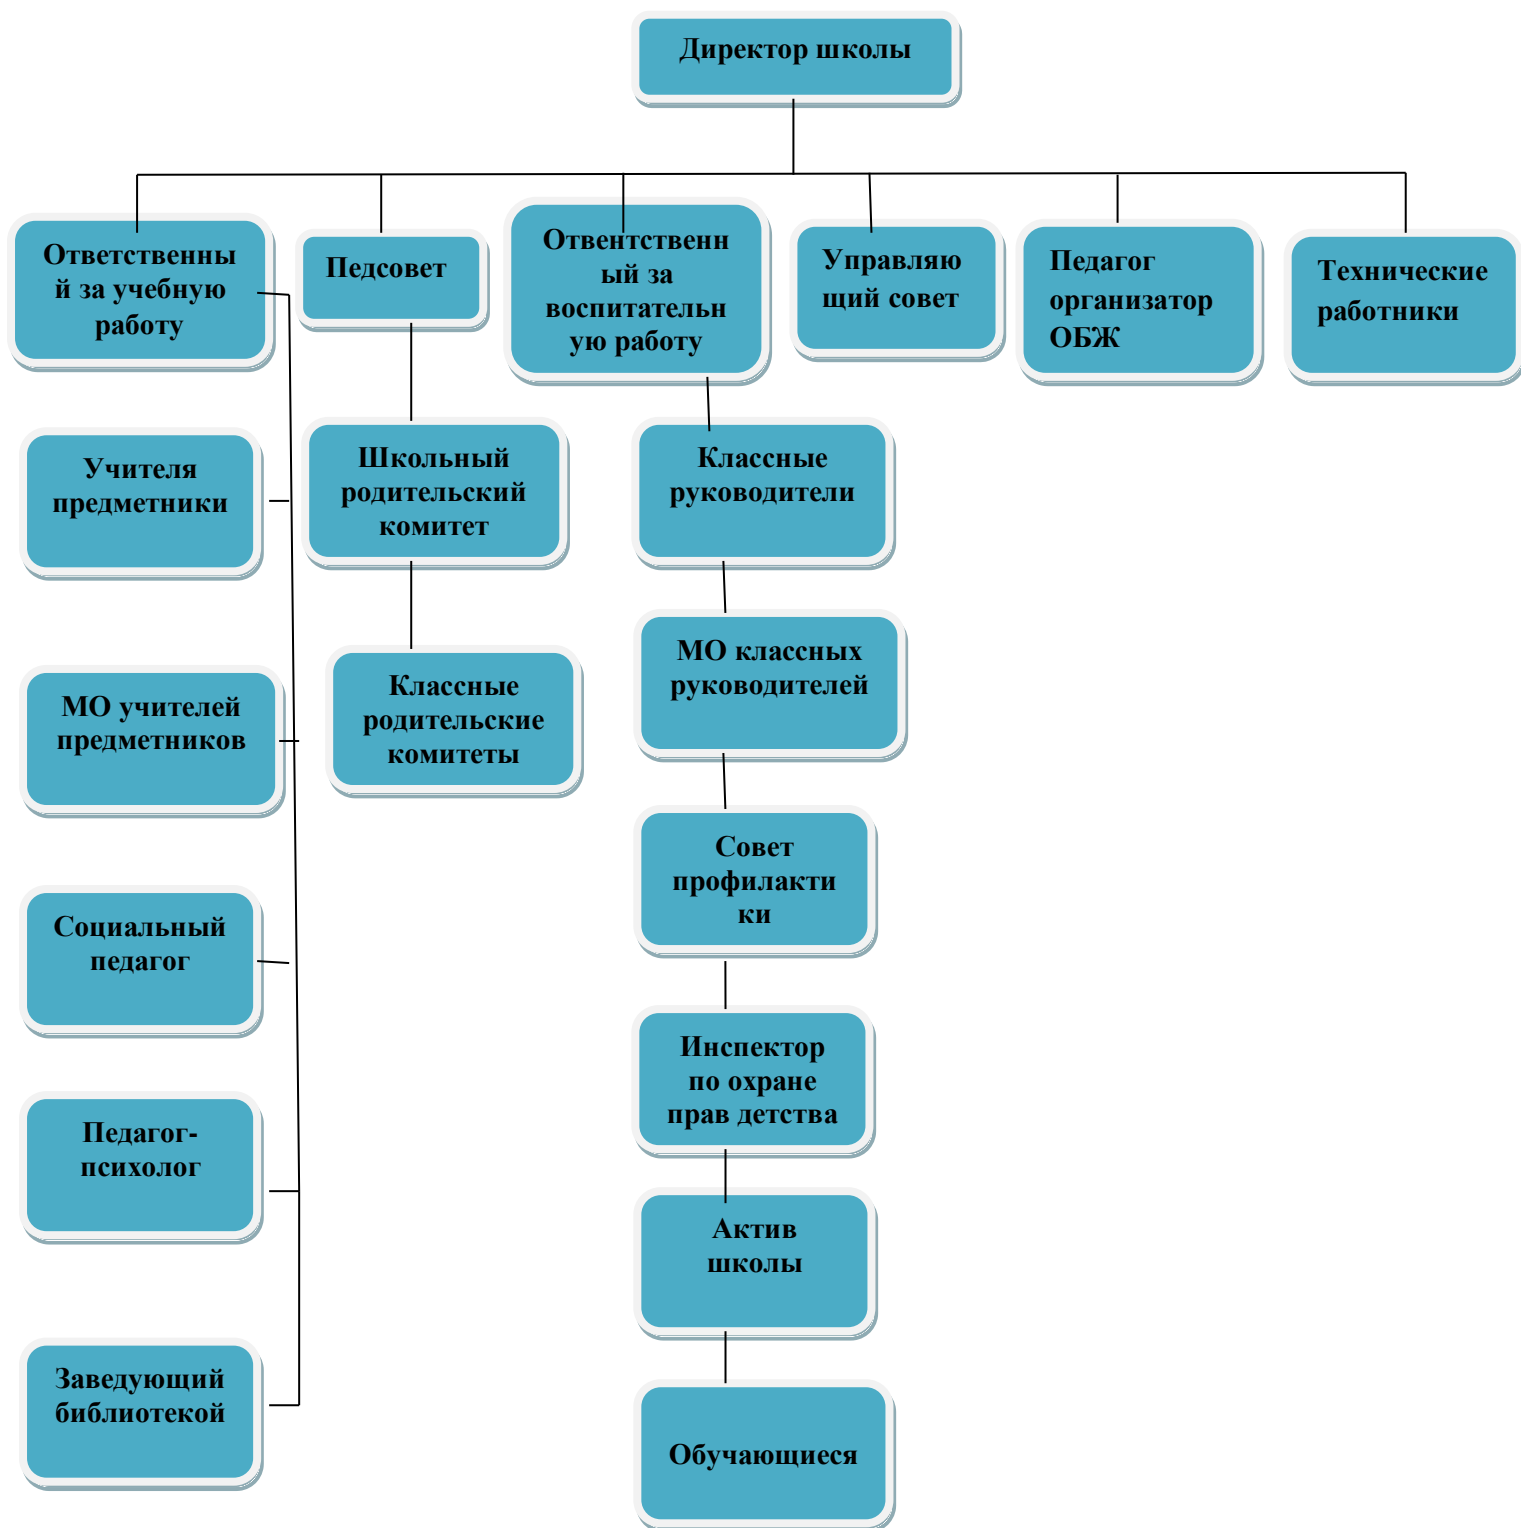 Директор школы
Ответственны
й за учебную
работу
Педсовет
Отвентственн
ый за
воспитательн
ую работу
Управляю
щий совет
Педагог
организатор
ОБЖ
Технические
работники
Учителя
предметники
Школьный
родительский
комитет
Классные
руководители
МО учителей
предметников
Классные
родительские
комитеты
МО классных
руководителей
Социальный
педагог
Совет
профилакти
ки
Педагог-
психолог
Инспектор
по охране
прав детства
Актив
школы
Заведующий
библиотекой
Обучающиеся